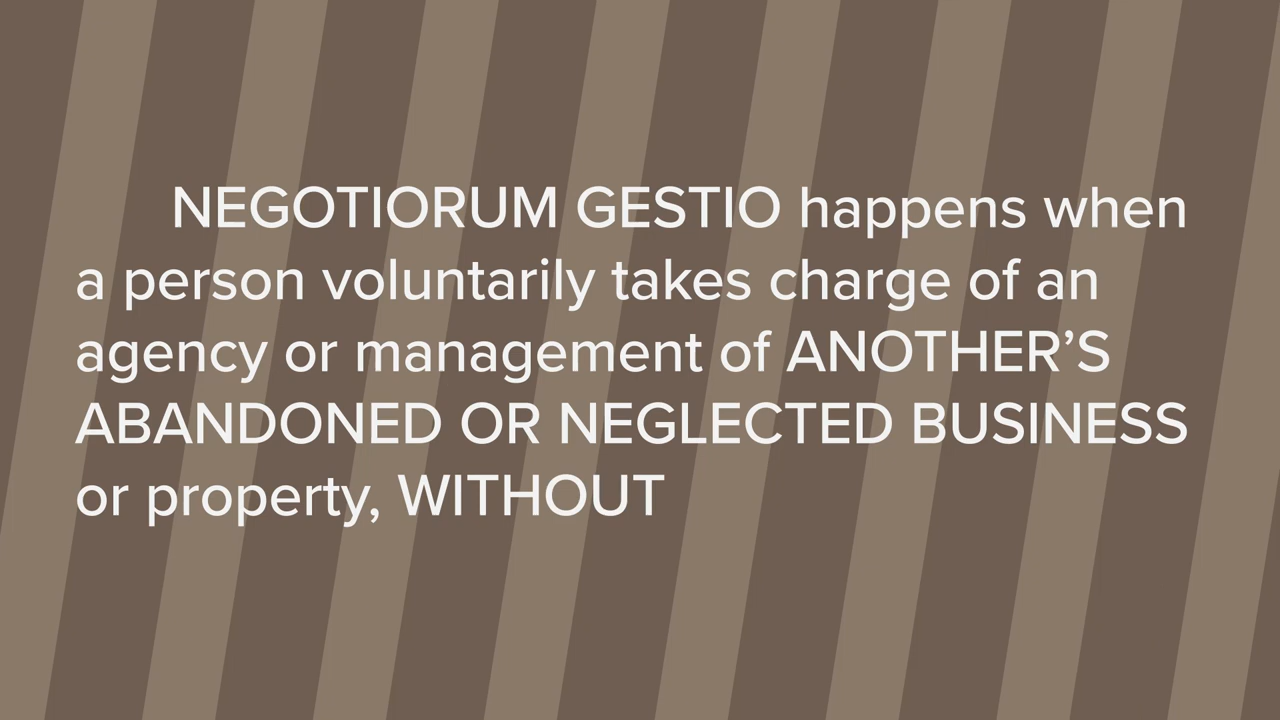 NEGOTIORUM GESTIO happens when
a person voluntarily takes charge of an
agency or management of ANOTHER’S
ABANDONED OR NEGLECTED BUSINESS
or property, WITHOUT